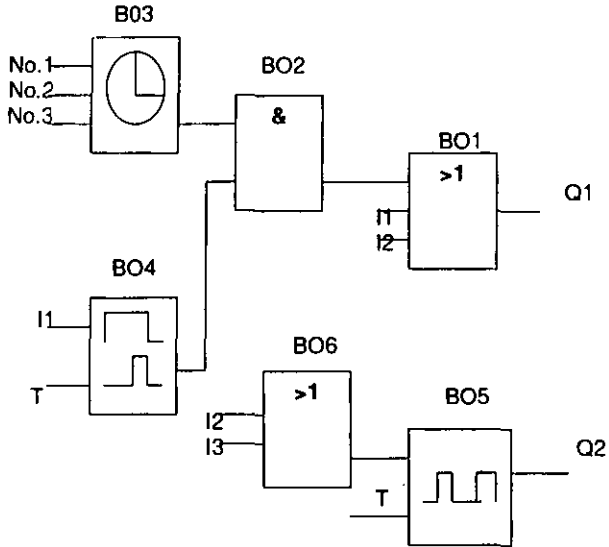 B03
No.1
No.2
No.3
BO2
&
BO1
>1
I1
I2
Q1
BO4
I1
T
BO6
>1
I2
I3
BO5
T
Q2